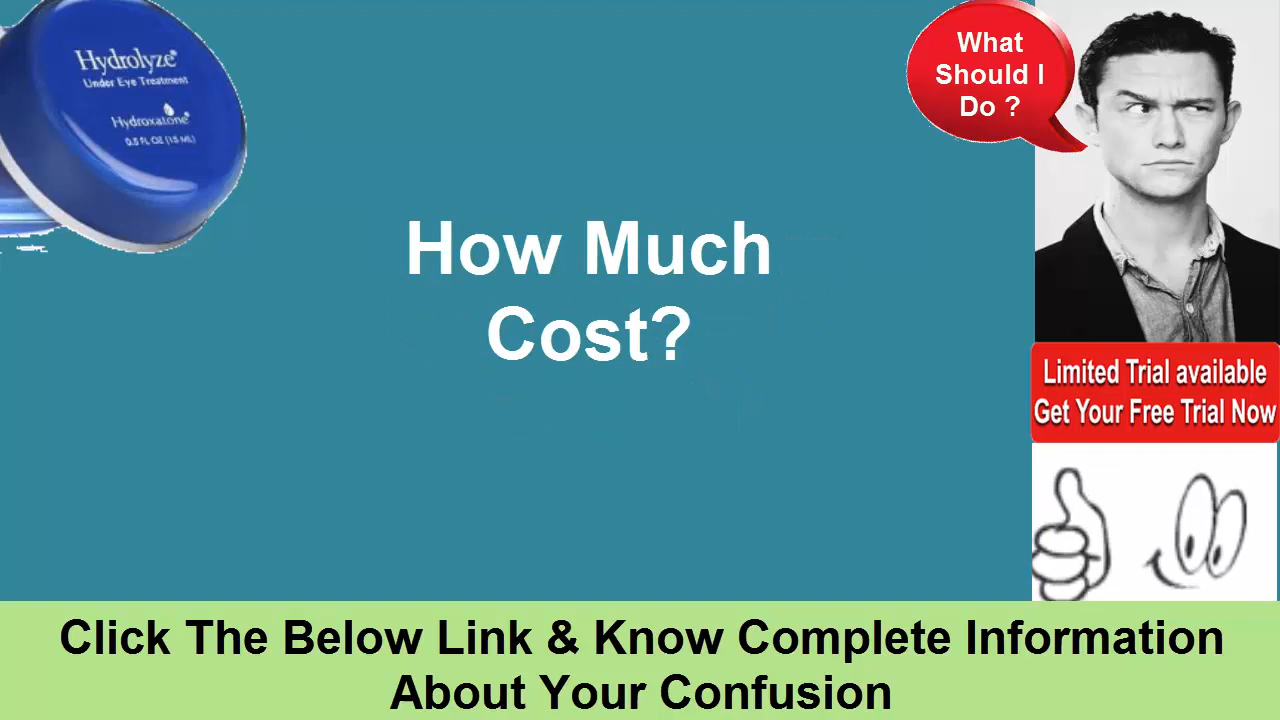 Hydrolyze®
Under Eye Treatment
Hydroxatone®
0.5 FL OZ (15 ML)
What
Should I
Do ?
How Much
Cost?
Limited Trial available
Get Your Free Trial Now
Click The Below Link & Know Complete Information
About Your Confusion